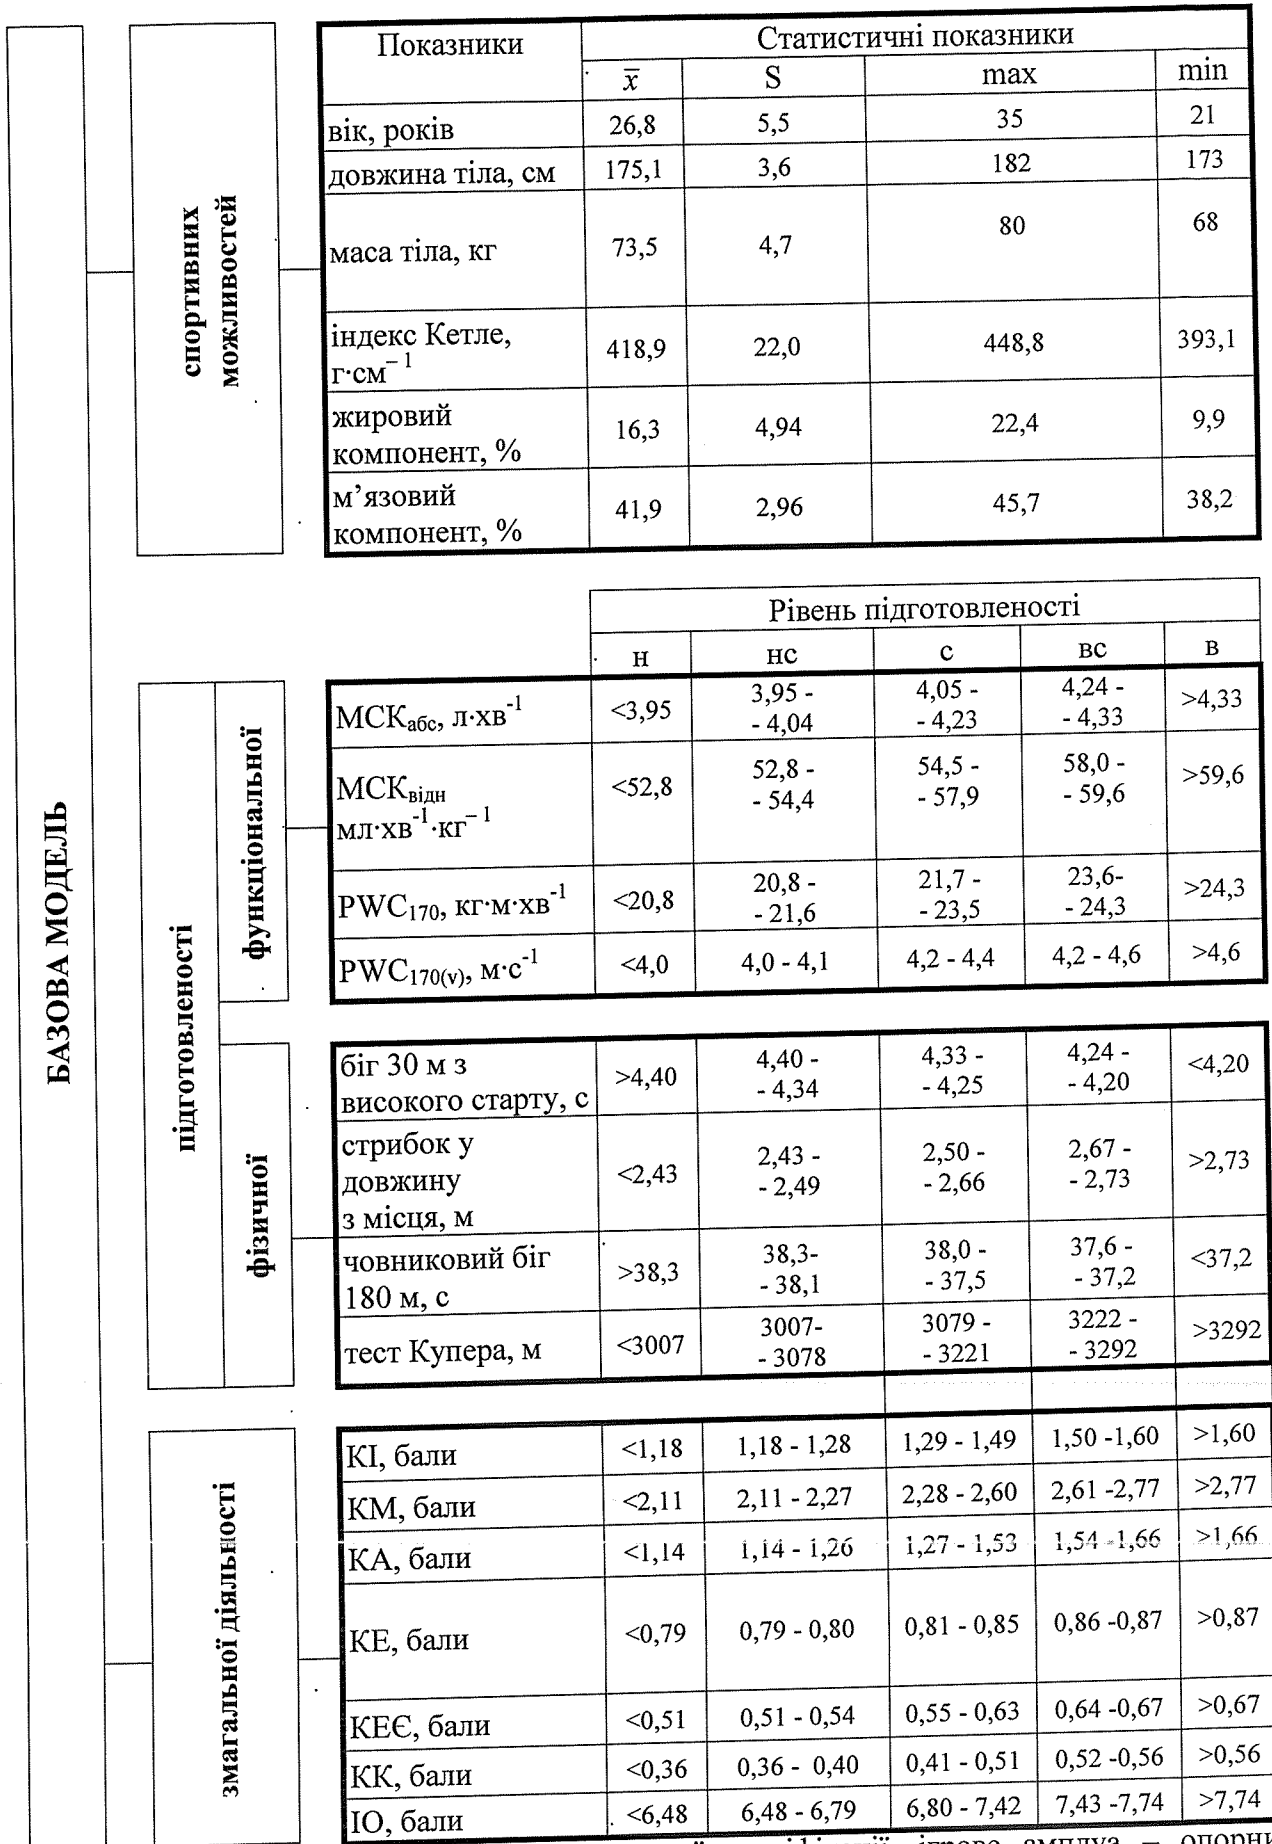 БАЗОВА МОДЕЛЬ
спортивних
можливостей
Показники Статистичні показники
x̅ S max min
вік, років 26,8 5,5 35 21
довжина тіла, см 175,1 3,6 182 173
маса тіла, кг 73,5 4,7 80 68
індекс Кетле,
г·см⁻¹ 418,9 22,0 448,8 393,1
жировий
компонент, % 16,3 4,94 22,4 9,9
м’язовий
компонент, % 41,9 2,96 45,7 38,2
підготовленості
функціональної
Рівень підготовленості
н нс с вс в
МСКабс, л·хв⁻¹ <3,95 3,95 - - 4,04 4,05 - - 4,23 4,24 - - 4,33 >4,33
МСКвідн
мл·хв⁻¹·кг⁻¹ <52,8 52,8 - - 54,4 54,5 - - 57,9 58,0 - - 59,6 >59,6
PWC₁₇₀, кг·м·хв⁻¹ <20,8 20,8 - - 21,6 21,7 - - 23,5 23,6- - 24,3 >24,3
PWC₁₇₀₍ᵥ₎, м·с⁻¹ <4,0 4,0 - 4,1 4,2 - 4,4 4,2 - 4,6 >4,6
фізичної
біг 30 м з
високого старту, с >4,40 4,40 - - 4,34 4,33 - - 4,25 4,24 - - 4,20 <4,20
стрибок у
довжину
з місця, м <2,43 2,43 - - 2,49 2,50 - - 2,66 2,67 - - 2,73 >2,73
човниковий біг
180 м, с >38,3 38,3- - 38,1 38,0 - - 37,5 37,6 - - 37,2 <37,2
тест Купера, м <3007 3007- - 3078 3079 - - 3221 3222 - - 3292 >3292
змагальної діяльності
КІ, бали <1,18 1,18 - 1,28 1,29 - 1,49 1,50 -1,60 >1,60
КМ, бали <2,11 2,11 - 2,27 2,28 - 2,60 2,61 -2,77 >2,77
КА, бали <1,14 1,14 - 1,26 1,27 - 1,53 1,54 -1,66 >1,66
КЕ, бали <0,79 0,79 - 0,80 0,81 - 0,85 0,86 -0,87 >0,87
КЕЄ, бали <0,51 0,51 - 0,54 0,55 - 0,63 0,64 -0,67 >0,67
КК, бали <0,36 0,36 - 0,40 0,41 - 0,51 0,52 -0,56 >0,56
ІО, бали <6,48 6,48 - 6,79 6,80 - 7,42 7,43 -7,74 >7,74